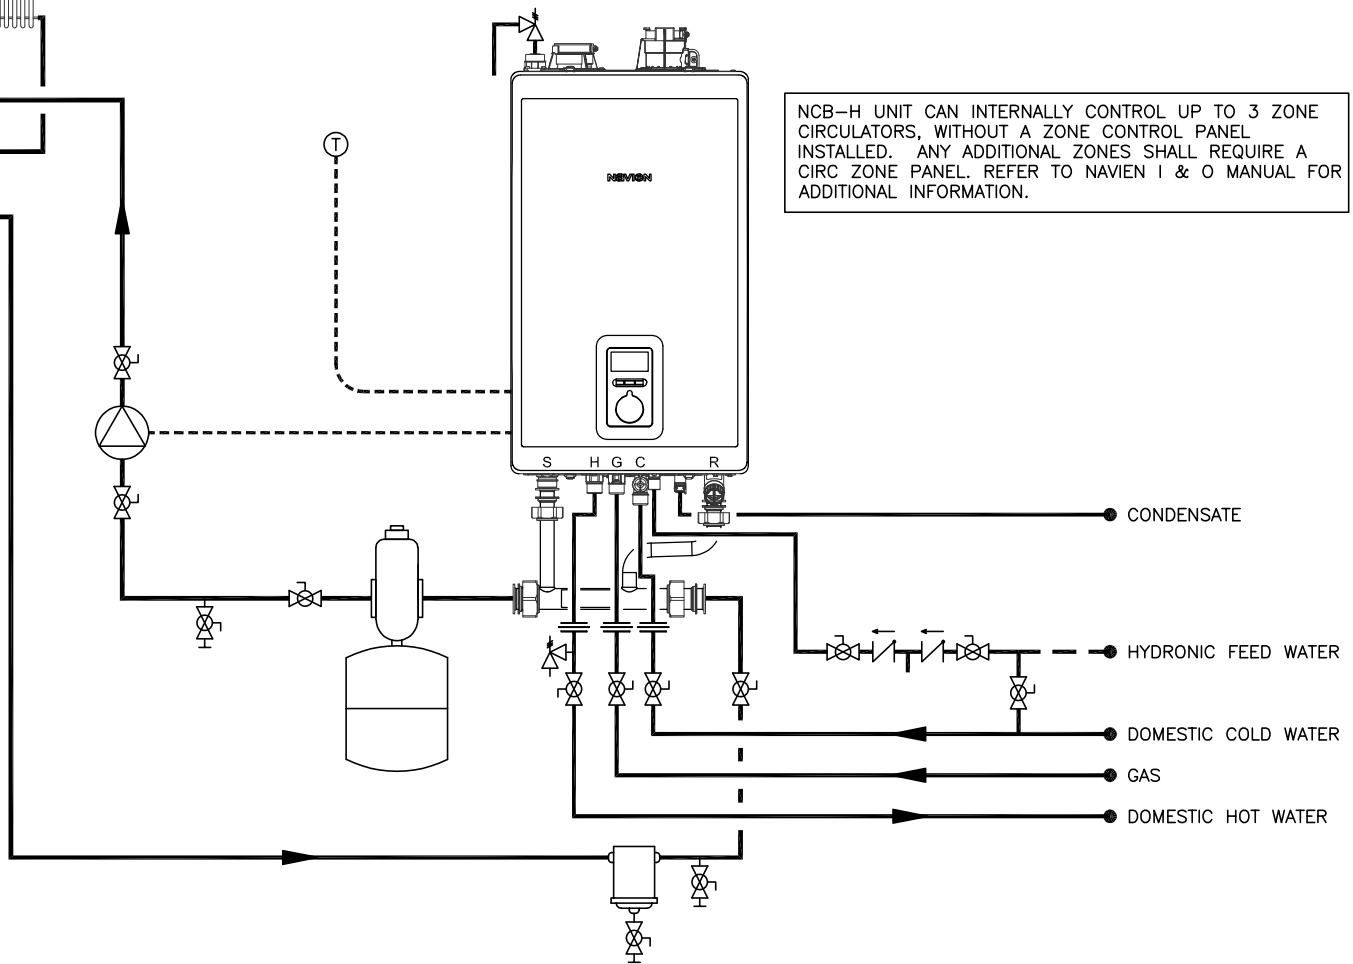 NCB-H UNIT CAN INTERNALLY CONTROL UP TO 3 ZONE
CIRCULATORS, WITHOUT A ZONE CONTROL PANEL
INSTALLED. ANY ADDITIONAL ZONES SHALL REQUIRE A
CIRC ZONE PANEL. REFER TO NAVIEN I & O MANUAL FOR
ADDITIONAL INFORMATION.
T
NAVIEN
S H G C R
CONDENSATE
HYDRONIC FEED WATER
DOMESTIC COLD WATER
GAS
DOMESTIC HOT WATER